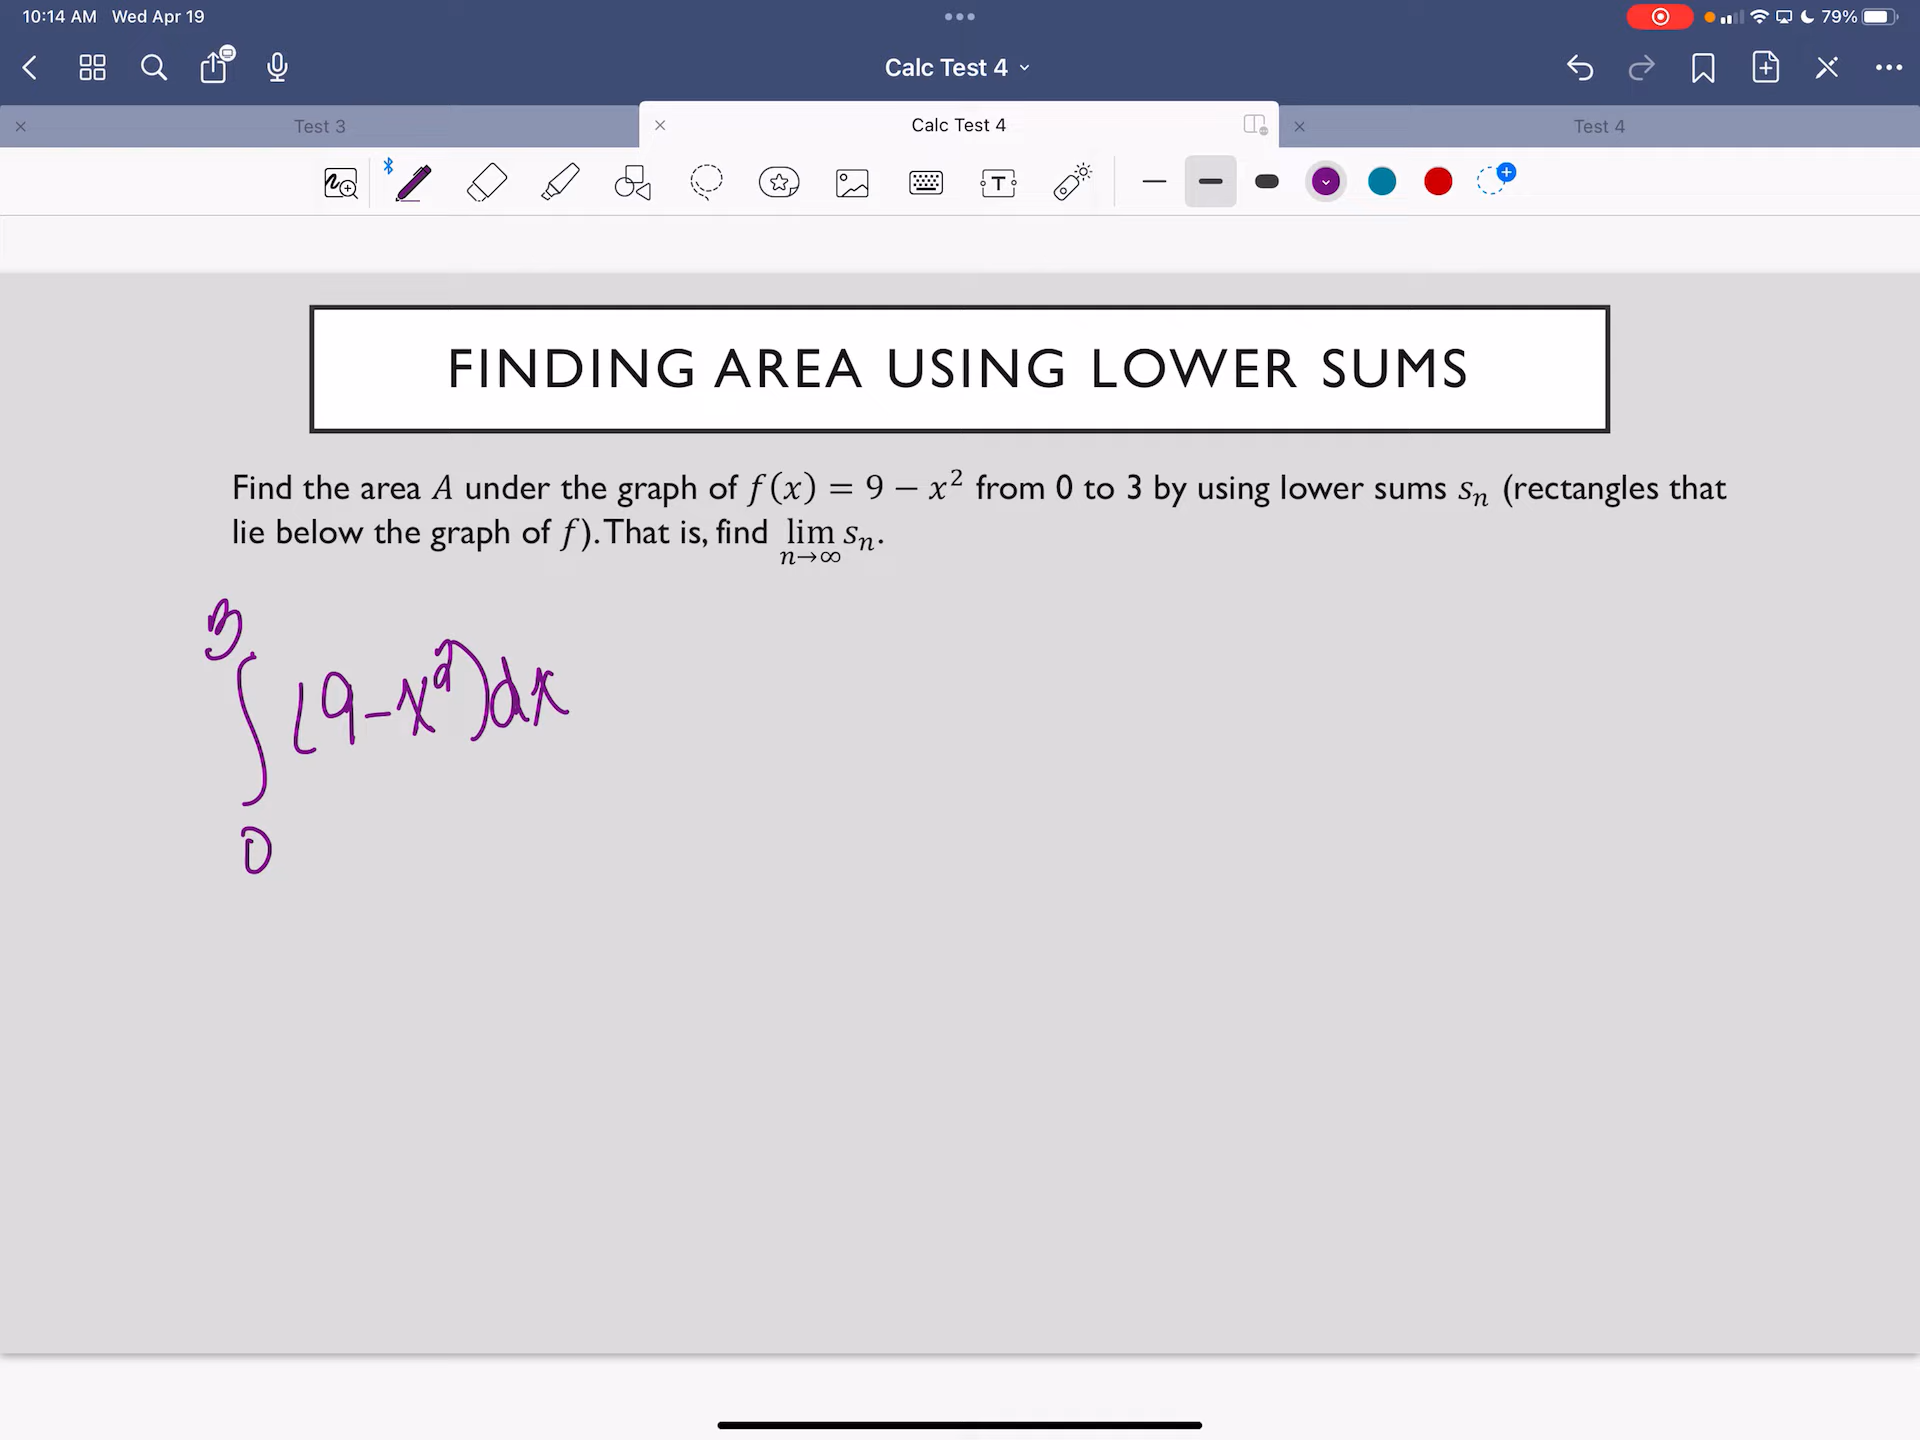 10:14 AM Wed Apr 19
79%
Calc Test 4
Test 3
Calc Test 4
Test 4
T
FINDING AREA USING LOWER SUMS
Find the area A under the graph of f(x) = 9 − x² from 0 to 3 by using lower sums sₙ (rectangles that
lie below the graph of f). That is, find lim sₙ.
n→∞
3
∫ (9-x²)dx
0